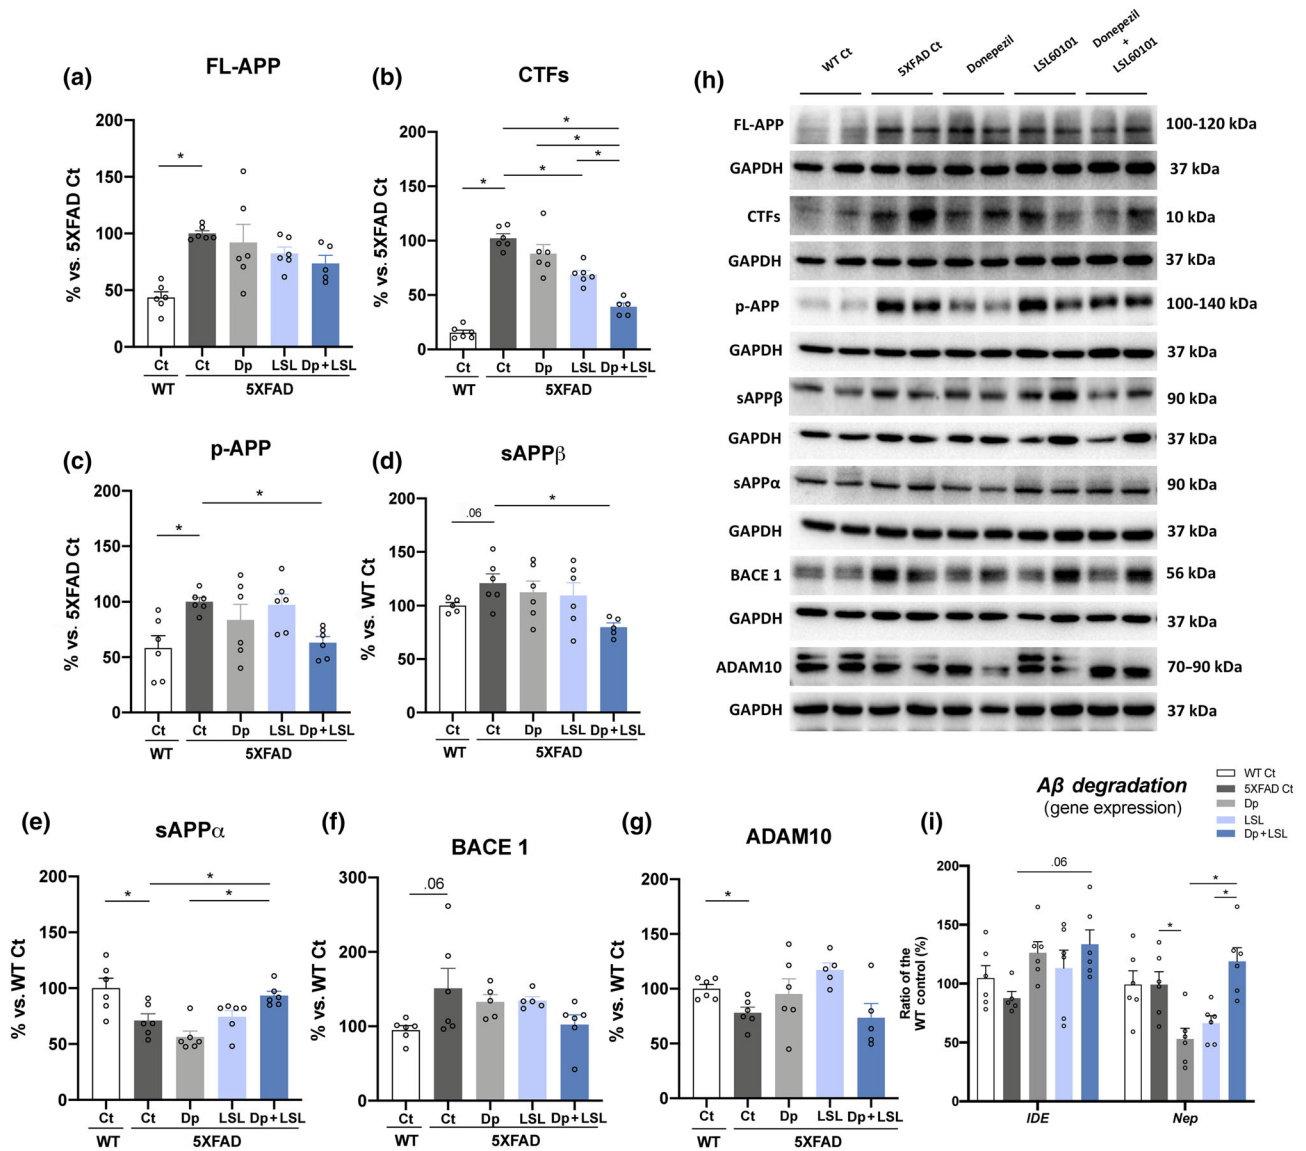 (a)
FL-APP
% vs. 5XFAD Ct
200
150
100
50
0
*
Ct Ct Dp LSL Dp+LSL
WT 5XFAD
(b)
CTFs
200
150
100
50
0
*
*
*
*
*
Ct Ct Dp LSL Dp+LSL
WT 5XFAD
(c)
p-APP
% vs. 5XFAD Ct
200
150
100
50
0
*
*
Ct Ct Dp LSL Dp+LSL
WT 5XFAD
(d)
sAPPβ
% vs. WT Ct
200
150
100
50
0
.06
*
Ct Ct Dp LSL Dp+LSL
WT 5XFAD
(h)
WT Ct
5XFAD Ct
Donepezil
LSL60101
Donepezil
+
LSL60101
FL-APP 100-120 kDa
GAPDH 37 kDa
CTFs 10 kDa
GAPDH 37 kDa
p-APP 100-140 kDa
GAPDH 37 kDa
sAPPβ 90 kDa
GAPDH 37 kDa
sAPPα 90 kDa
GAPDH 37 kDa
BACE 1 56 kDa
GAPDH 37 kDa
ADAM10 70–90 kDa
GAPDH 37 kDa
(e)
sAPPα
% vs. WT Ct
200
150
100
50
0
*
*
*
Ct Ct Dp LSL Dp+LSL
WT 5XFAD
(f)
BACE 1
% vs. WT Ct
300
200
100
0
.06
Ct Ct Dp LSL Dp+LSL
WT 5XFAD
(g)
ADAM10
% vs. WT Ct
200
150
100
50
0
*
Ct Ct Dp LSL Dp+LSL
WT 5XFAD
(i)
Aβ degradation
(gene expression)
WT Ct
5XFAD Ct
Dp
LSL
Dp+LSL
Ratio of the
WT control (%)
200
150
100
50
0
.06
*
*
*
IDE Nep